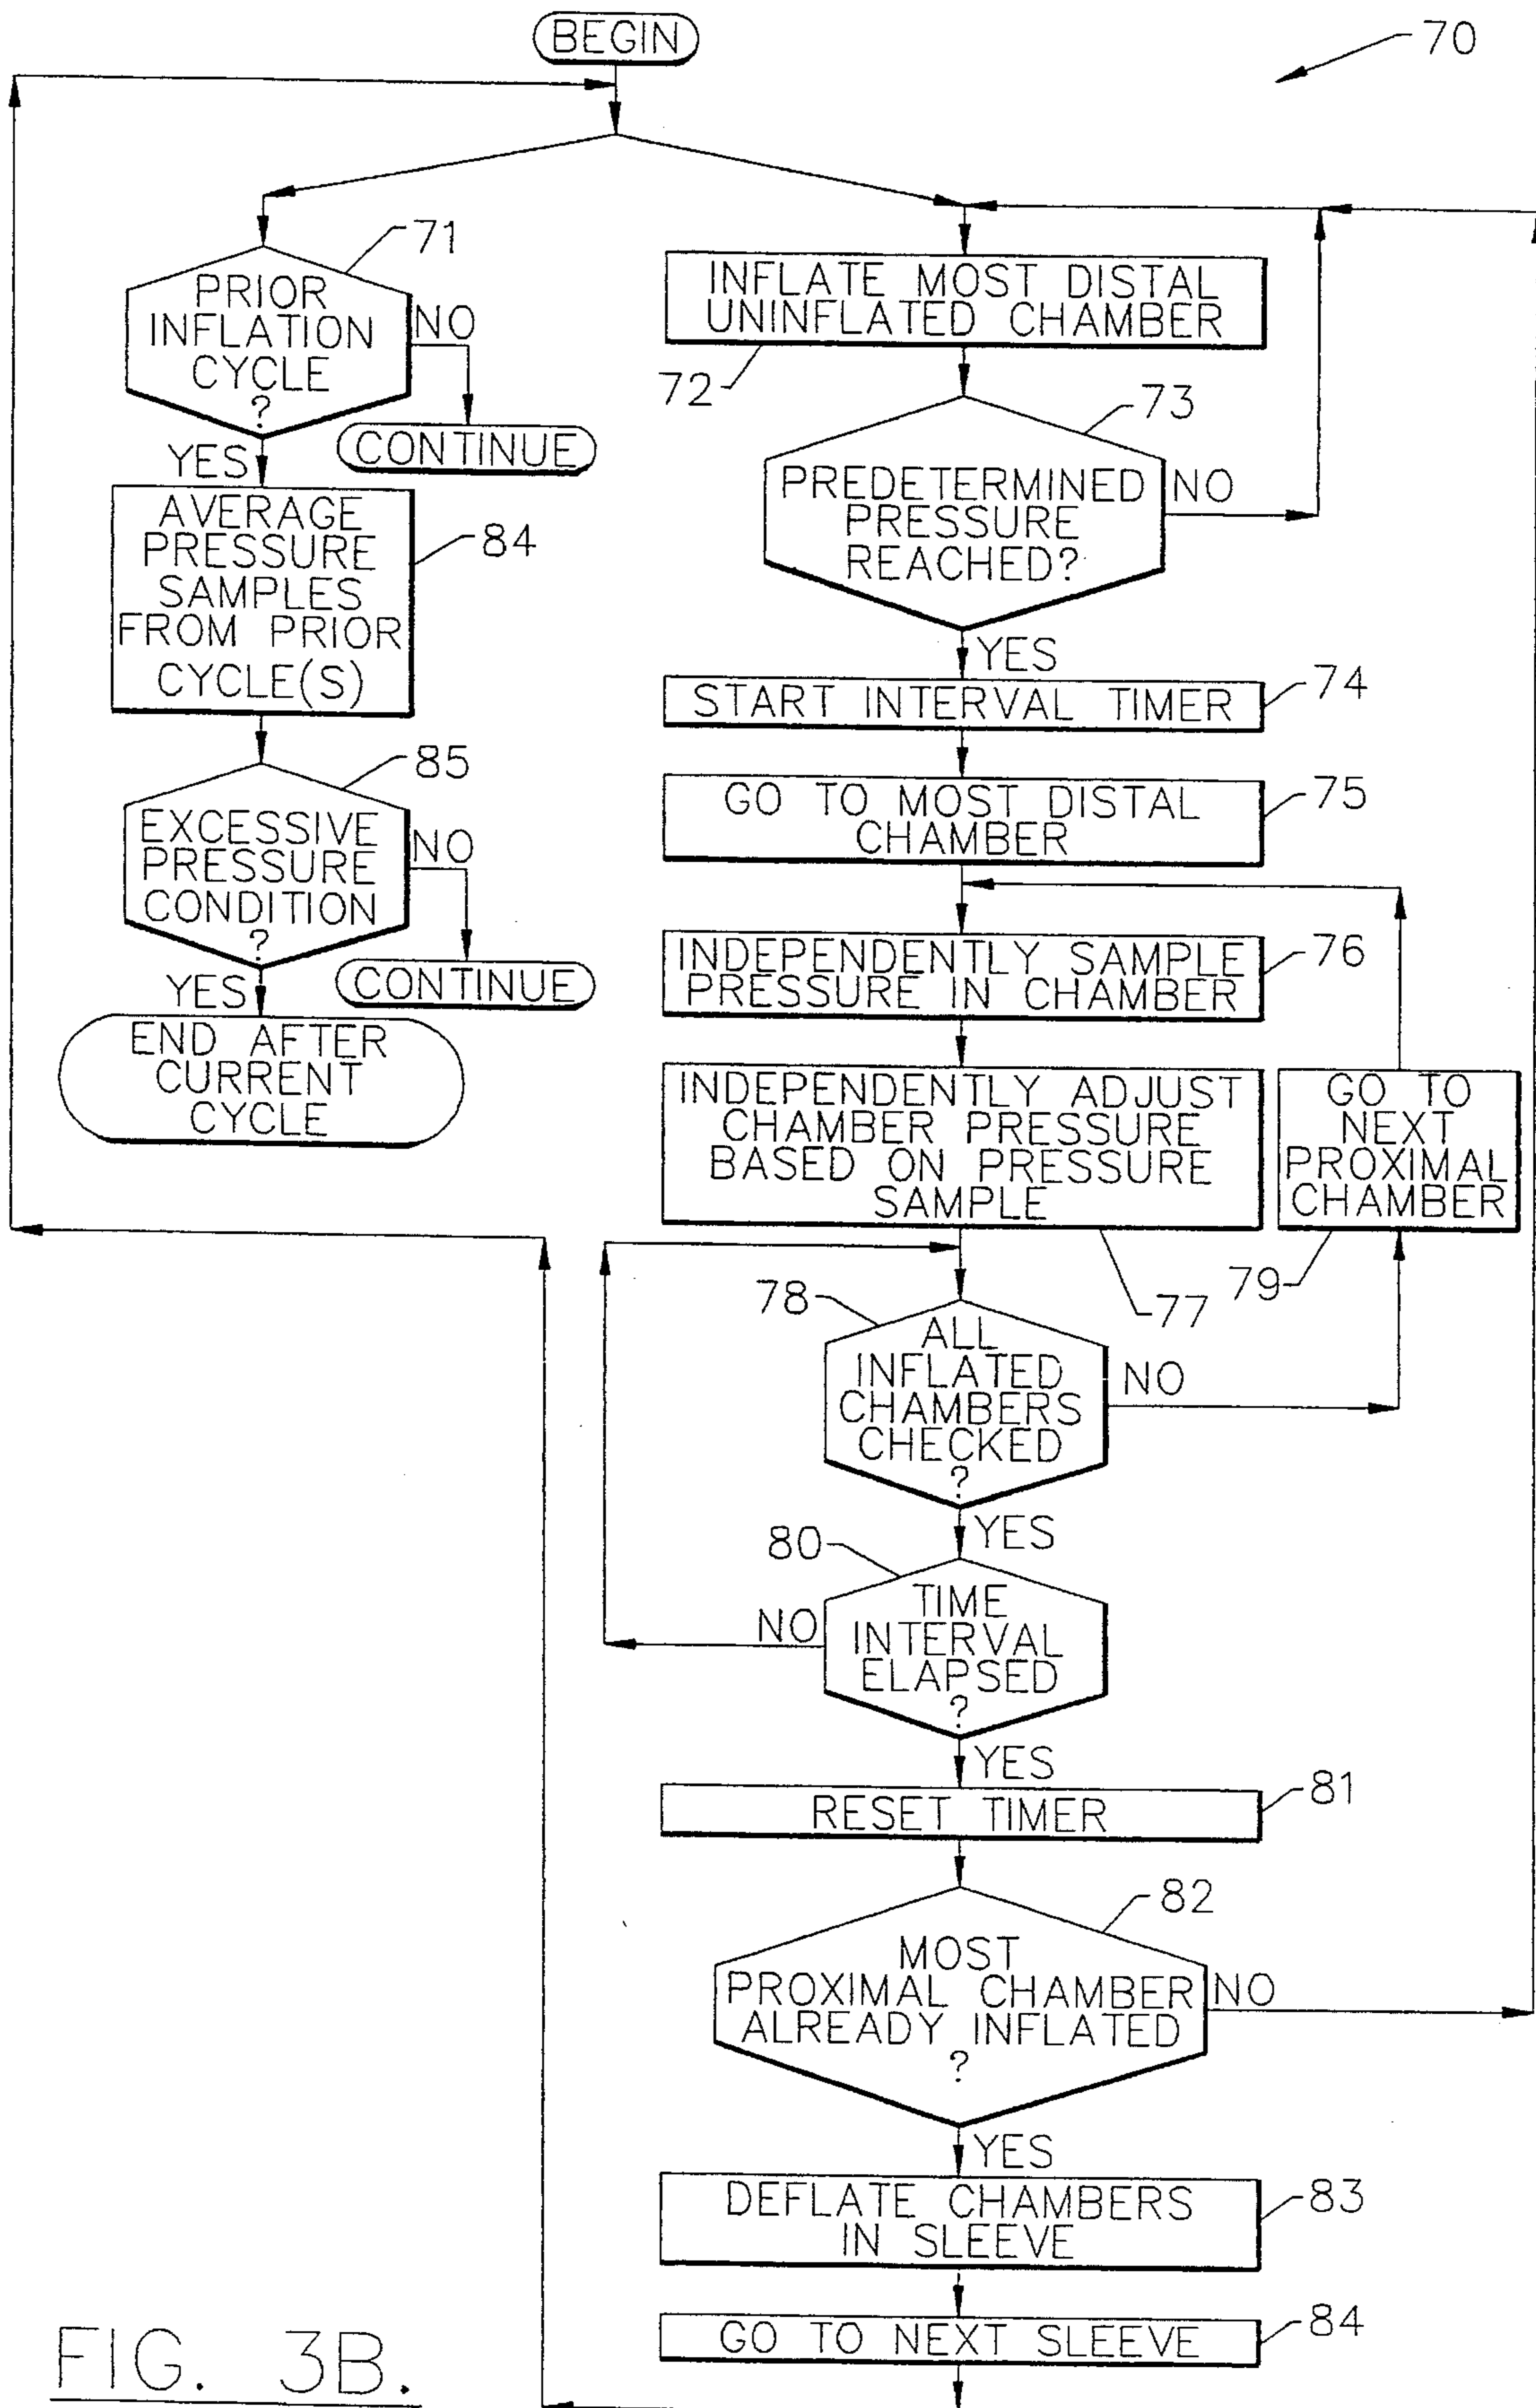 BEGIN
70
71
PRIOR
INFLATION
CYCLE
?
NO
CONTINUE
YES
AVERAGE
PRESSURE
SAMPLES
FROM PRIOR
CYCLE(S)
84
85
EXCESSIVE
PRESSURE
CONDITION
?
NO
CONTINUE
YES
END AFTER
CURRENT
CYCLE
INFLATE MOST DISTAL
UNINFLATED CHAMBER
72
73
PREDETERMINED
PRESSURE
REACHED?
NO
YES
START INTERVAL TIMER
74
GO TO MOST DISTAL
CHAMBER
75
INDEPENDENTLY SAMPLE
PRESSURE IN CHAMBER
76
INDEPENDENTLY ADJUST
CHAMBER PRESSURE
BASED ON PRESSURE
SAMPLE
77
GO TO
NEXT
PROXIMAL
CHAMBER
79
78
ALL
INFLATED
CHAMBERS
CHECKED
?
NO
YES
80
TIME
INTERVAL
ELAPSED
?
NO
YES
RESET TIMER
81
82
MOST
PROXIMAL CHAMBER
ALREADY INFLATED
?
NO
YES
DEFLATE CHAMBERS
IN SLEEVE
83
GO TO NEXT SLEEVE
84
FIG. 3B.